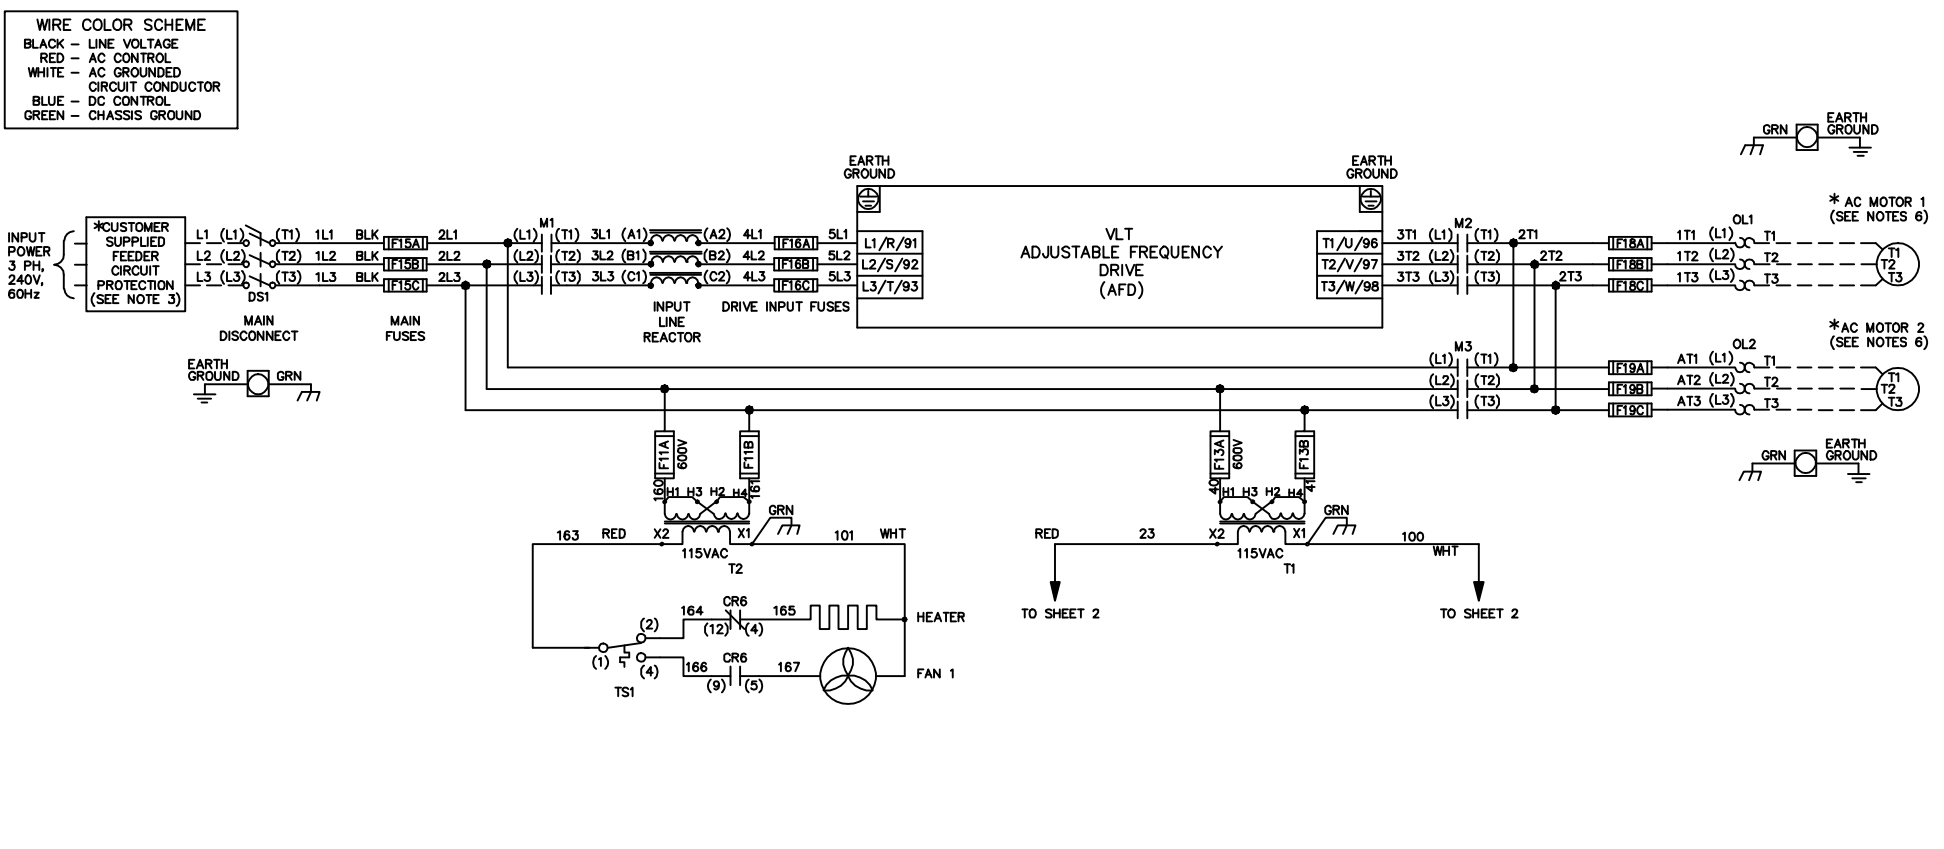 WIRE COLOR SCHEME
BLACK – LINE VOLTAGE
RED – AC CONTROL
WHITE – AC GROUNDED
CIRCUIT CONDUCTOR
BLUE – DC CONTROL
GREEN – CHASSIS GROUND
GRN
EARTH
GROUND
EARTH
GROUND
EARTH
GROUND
INPUT
POWER
3 PH,
240V,
60Hz
*CUSTOMER
SUPPLIED
FEEDER
CIRCUIT
PROTECTION
(SEE NOTE 3)
L1 (L1) (T1) 1L1 BLK F15A 2L1
L2 (L2) (T2) 1L2 BLK F15B 2L2
L3 (L3) (T3) 1L3 BLK F15C 2L3
DS1
MAIN
DISCONNECT
MAIN
FUSES
M1
(L1) (T1) 3L1 (A1) (A2) 4L1 F16A 5L1 L1/R/91
(L2) (T2) 3L2 (B1) (B2) 4L2 F16B 5L2 L2/S/92
(L3) (T3) 3L3 (C1) (C2) 4L3 F16C 5L3 L3/T/93
INPUT
LINE
REACTOR
DRIVE INPUT FUSES
VLT
ADJUSTABLE FREQUENCY
DRIVE
(AFD)
M2
T1/U/96 3T1 (L1) (T1) 2T1 F18A 1T1 (L1) T1
T2/V/97 3T2 (L2) (T2) 2T2 F18B 1T2 (L2) T2
T3/W/98 3T3 (L3) (T3) 2T3 F18C 1T3 (L3) T3
OL1
* AC MOTOR 1
(SEE NOTES 6)
T1
T2
T3
EARTH
GROUND
GRN
M3
(L1) (T1) F19A AT1 (L1) T1
(L2) (T2) F19B AT2 (L2) T2
(L3) (T3) F19C AT3 (L3) T3
OL2
* AC MOTOR 2
(SEE NOTES 6)
T1
T2
T3
GRN
EARTH
GROUND
F11A
600V
F11B
160
161
H1 H3 H2 H4
GRN
163 RED X2 X1 101 WHT
115VAC
T2
F13A
600V
F13B
40
41
H1 H3 H2 H4
GRN
RED 23 X2 X1 100
WHT
115VAC
T1
TO SHEET 2
TO SHEET 2
CR6
164 165
(2) (12) (4)
HEATER
(1)
CR6
(4) 166 167
(9) (5)
FAN 1
TS1